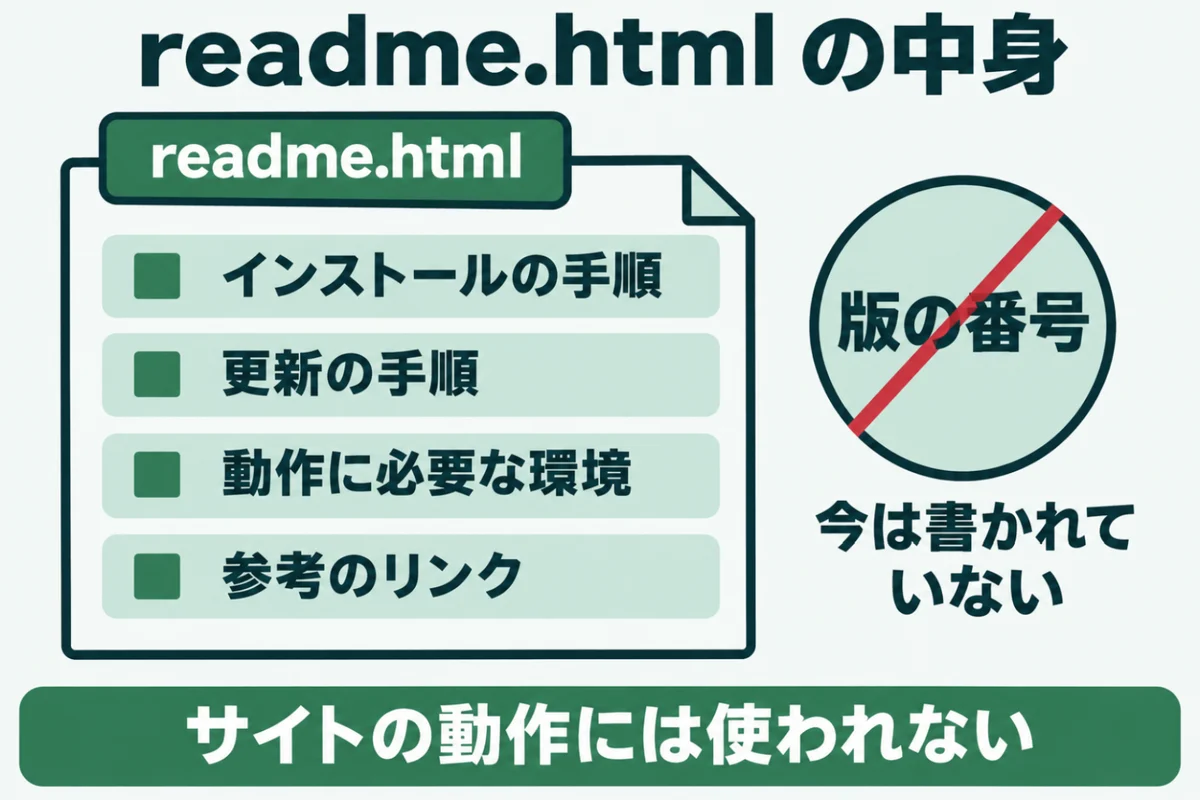 readme.html の中身
readme.html
インストールの手順
更新の手順
動作に必要な環境
参考のリンク
版の番号
今は書かれて
いない
サイトの動作には使われない